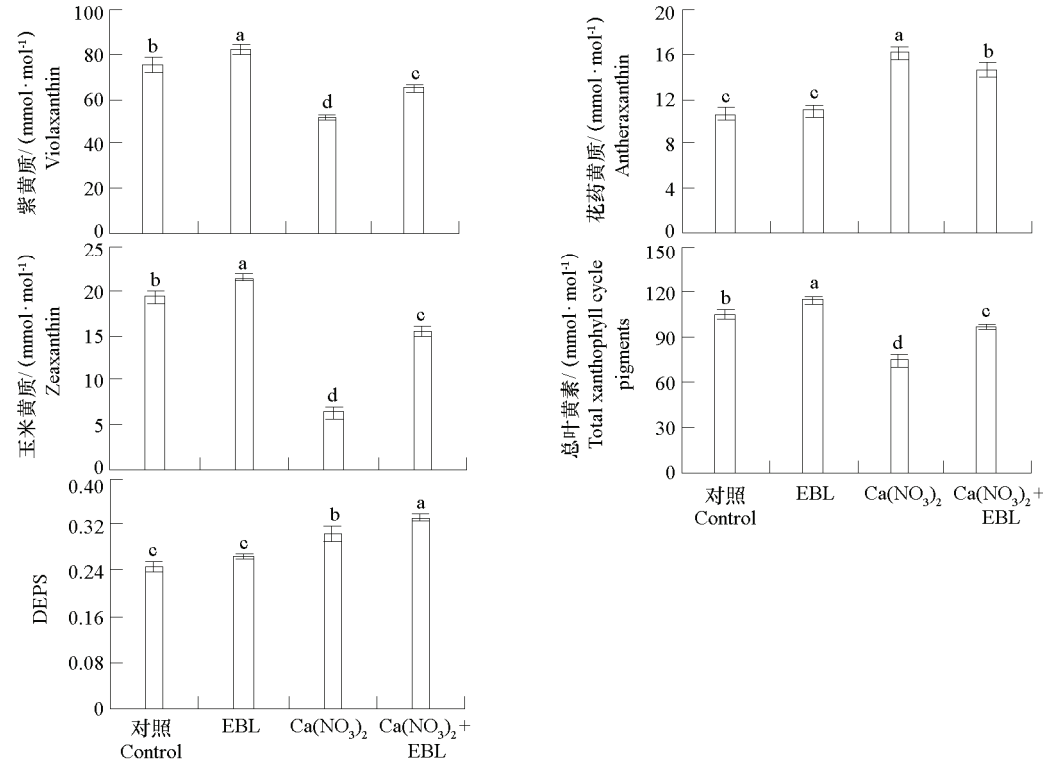 紫黄质/(mmol·mol⁻¹)
Violaxanthin
100
80
60
40
20
0
b
a
d
c
花药黄质/(mmol·mol⁻¹)
Antheraxanthin
20
16
12
8
4
0
c
c
a
b
玉米黄质/(mmol·mol⁻¹)
Zeaxanthin
25
20
15
10
5
0
b
a
d
c
总叶黄素/(mmol·mol⁻¹)
Total xanthophyll cycle
pigments
150
120
90
60
30
0
b
a
d
c
对照
Control
EBL
Ca(NO₃)₂
Ca(NO₃)₂+
EBL
DEPS
0.40
0.32
0.24
0.16
0.08
0
c
c
b
a
对照
Control
EBL
Ca(NO₃)₂
Ca(NO₃)₂+
EBL